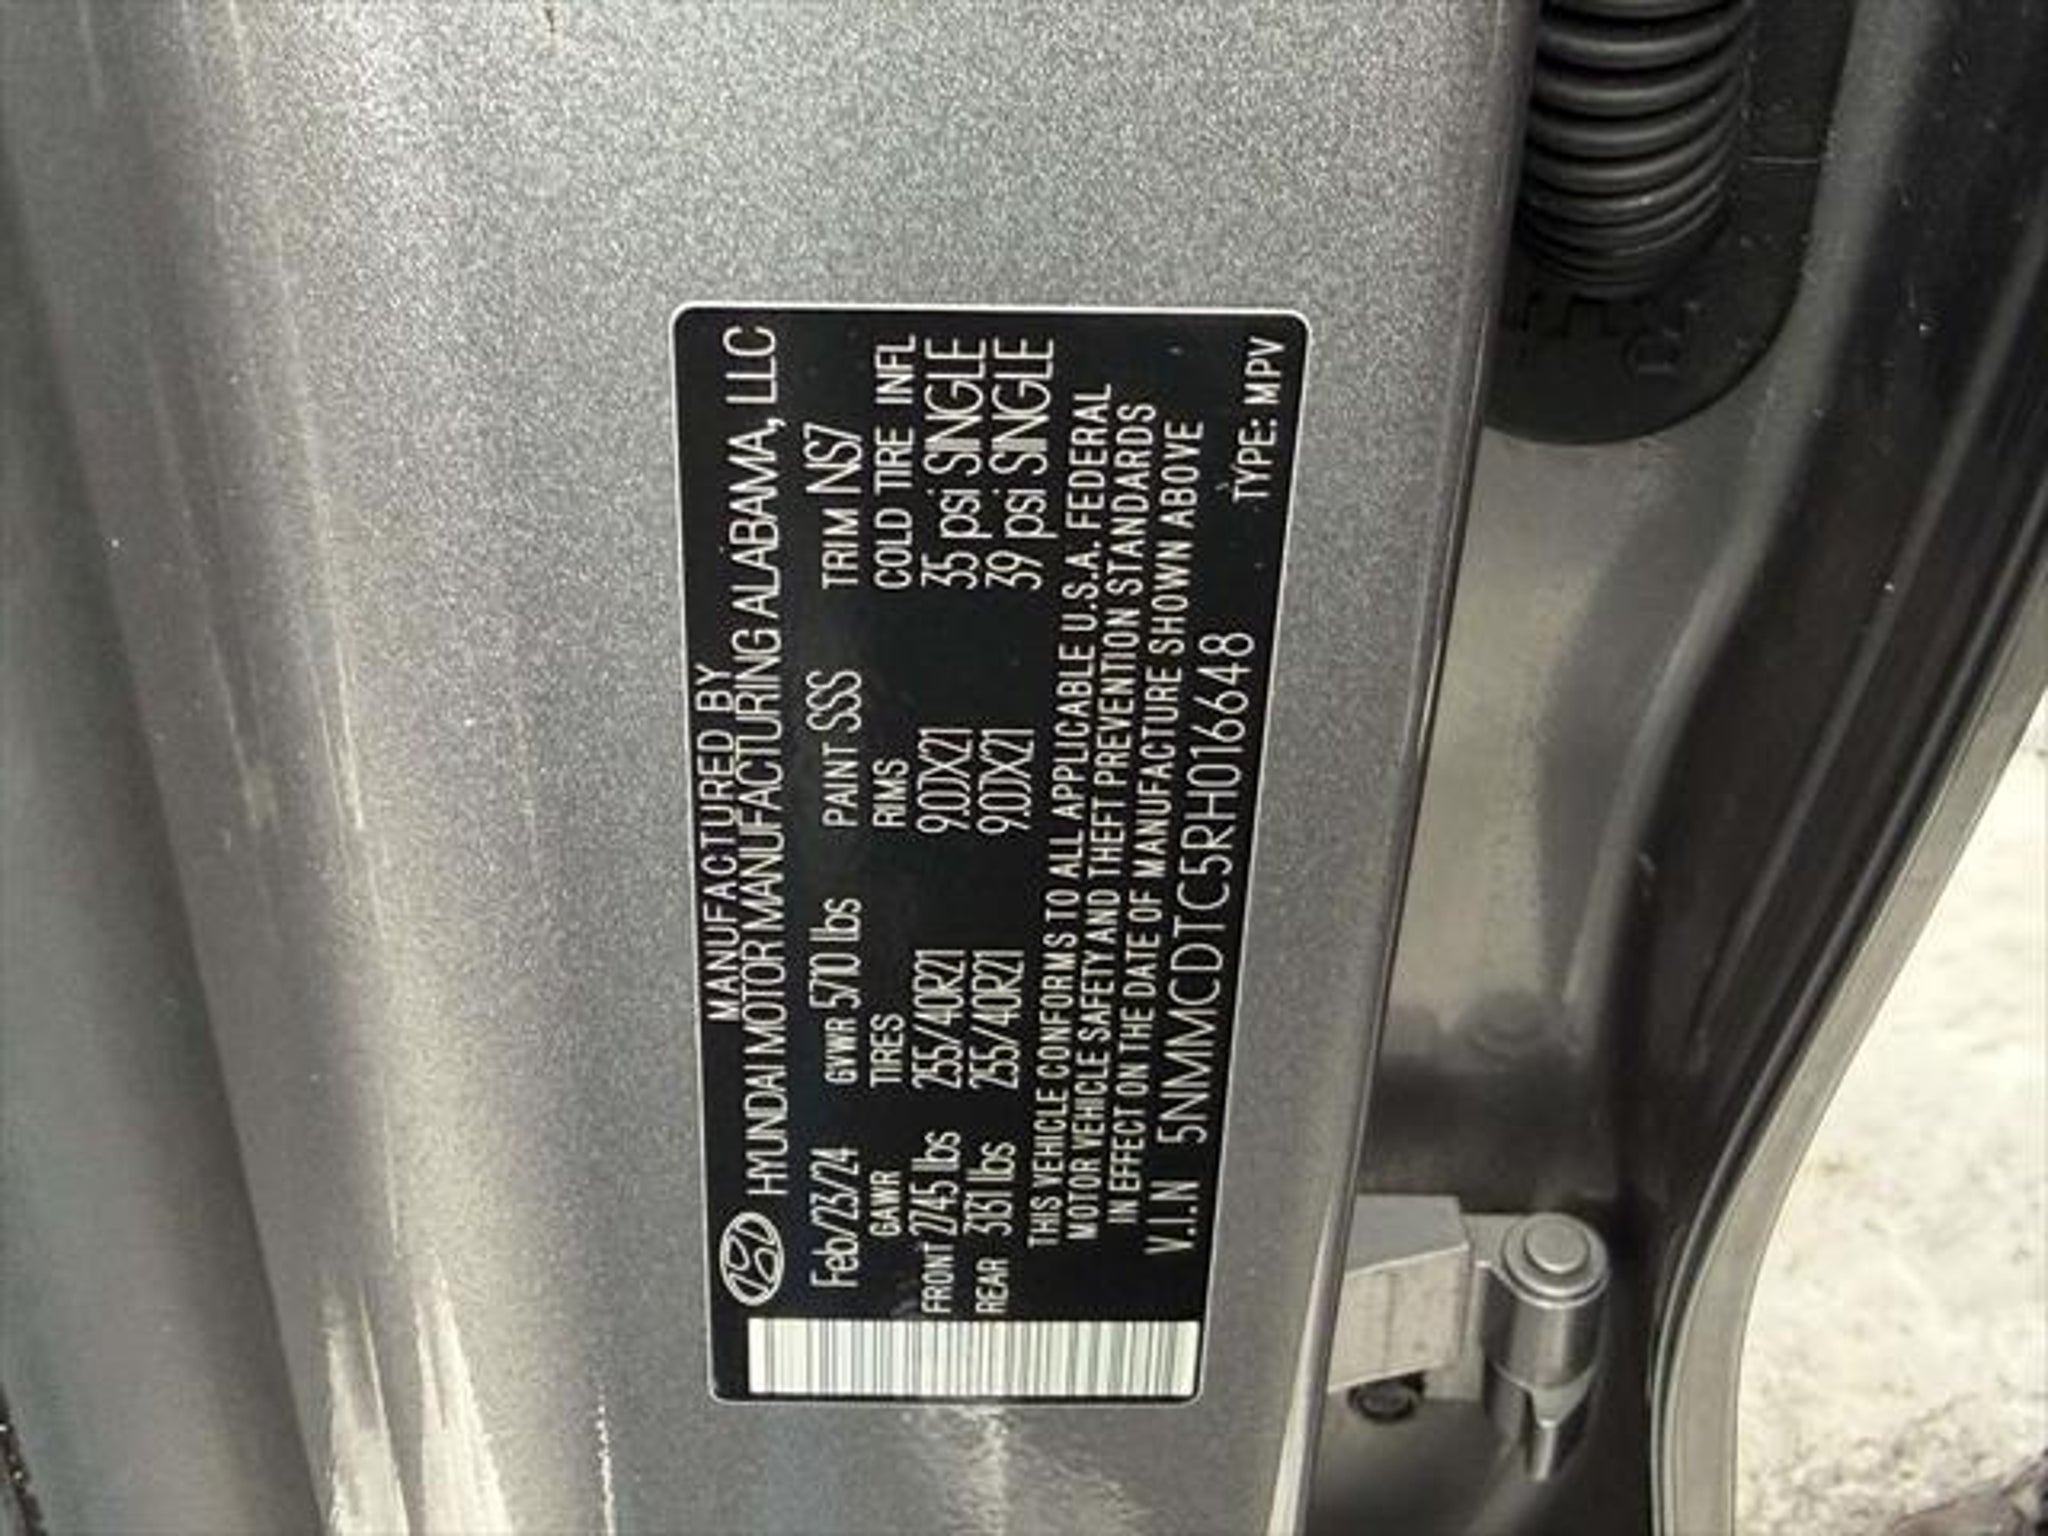 MANUFACTURED BY
HYUNDAI MOTOR MANUFACTURING ALABAMA, LLC
Feb/23/24 GVWR 5710 lbs PAINT SSS TRIM NS7
GAWR TIRES RIMS COLD TIRE INFL
FRONT 2745 lbs 255/40R21 9.0JX21 35 psi SINGLE
REAR 3131 lbs 255/40R21 9.0JX21 39 psi SINGLE
THIS VEHICLE CONFORMS TO ALL APPLICABLE U.S.A. FEDERAL
MOTOR VEHICLE SAFETY AND THEFT PREVENTION STANDARDS
IN EFFECT ON THE DATE OF MANUFACTURE SHOWN ABOVE
V.I.N 5NMMCDTC5RH016648 TYPE: MPV